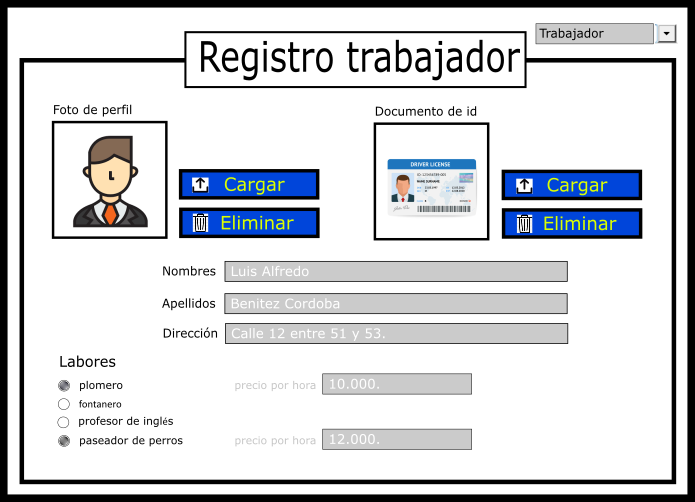 Trabajador
Registro trabajador
Foto de perfil
Documento de id
DRIVER LICENSE
Cargar
Eliminar
Cargar
Eliminar
Nombres Luis Alfredo
Apellidos Benitez Cordoba
Dirección Calle 12 entre 51 y 53.
Labores
plomero precio por hora 10.000.
fontanero
profesor de inglés
paseador de perros precio por hora 12.000.